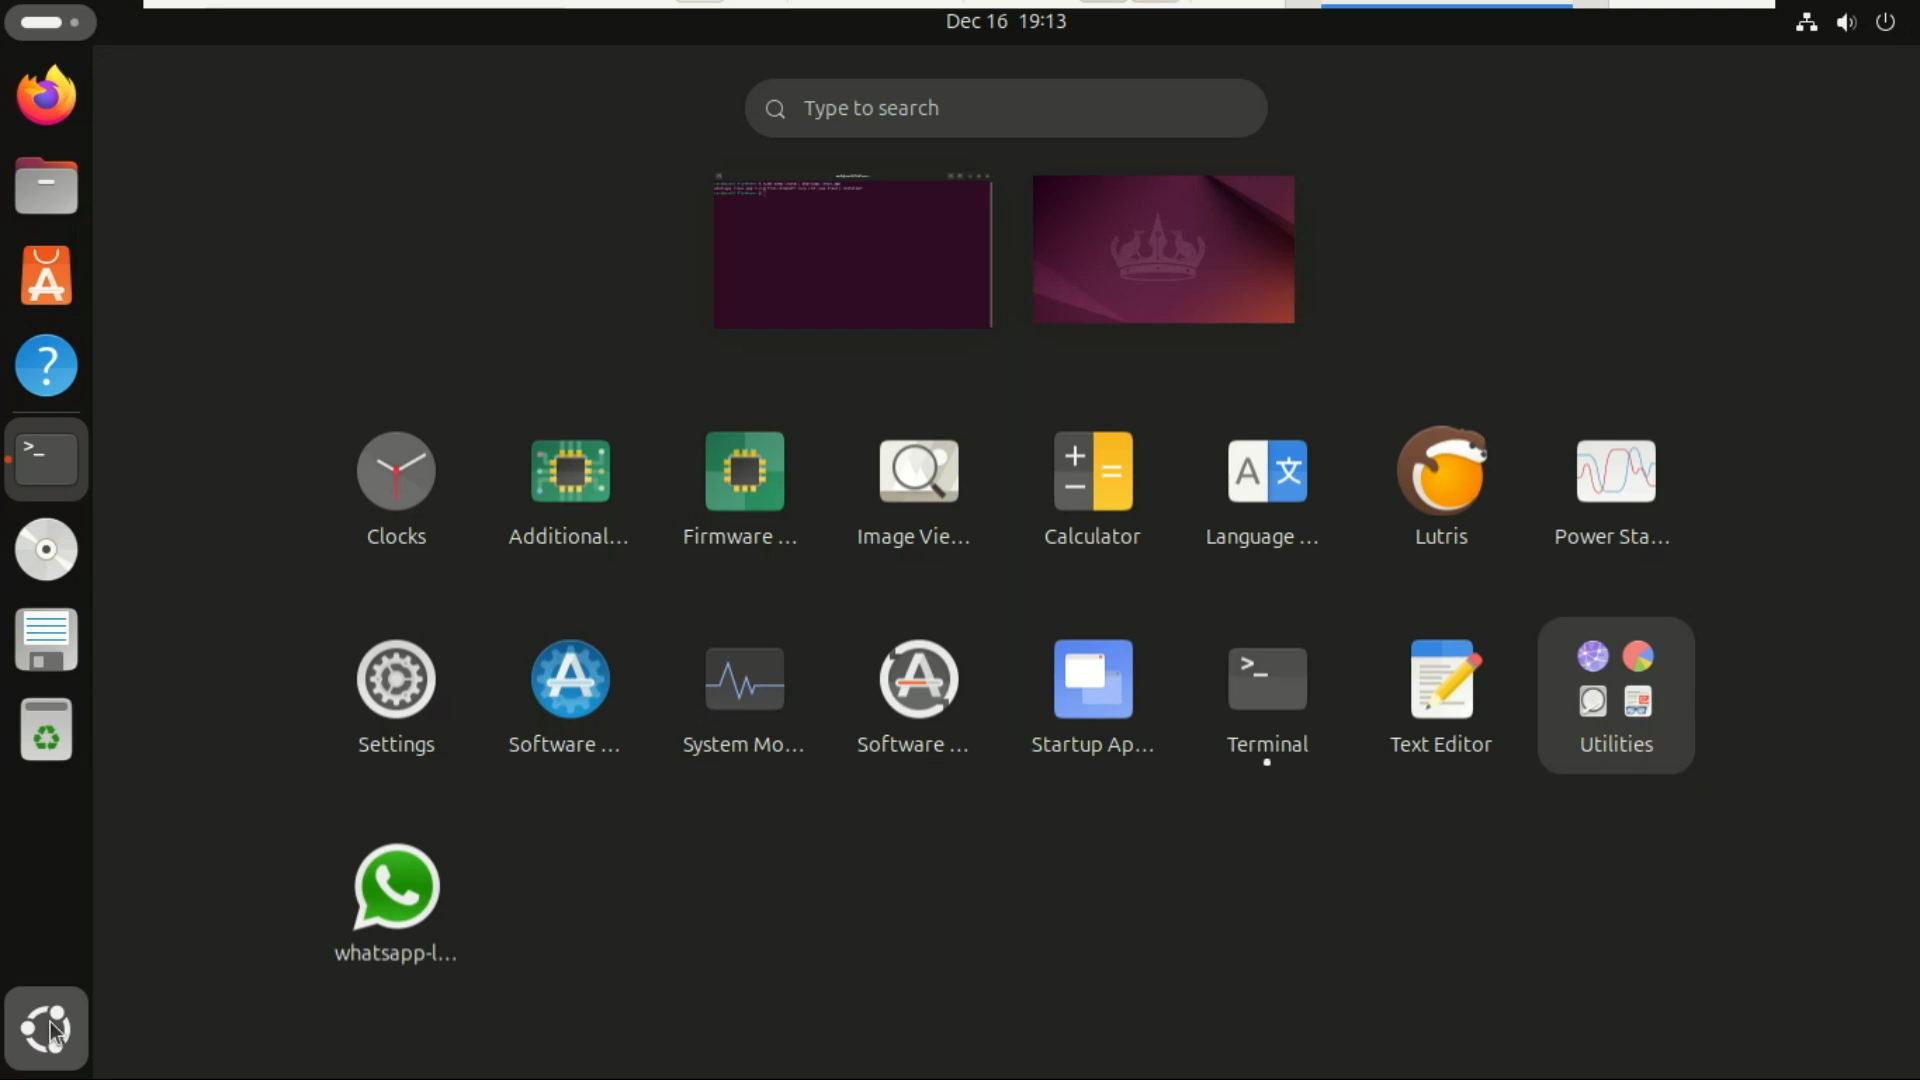 Dec 16 19:13
Type to search
Clocks
Additional...
Firmware ...
Image Vie...
Calculator
Language ...
Lutris
Power Sta...
Settings
Software ...
System Mo...
Software ...
Startup Ap...
Terminal
Text Editor
Utilities
whatsapp-l...